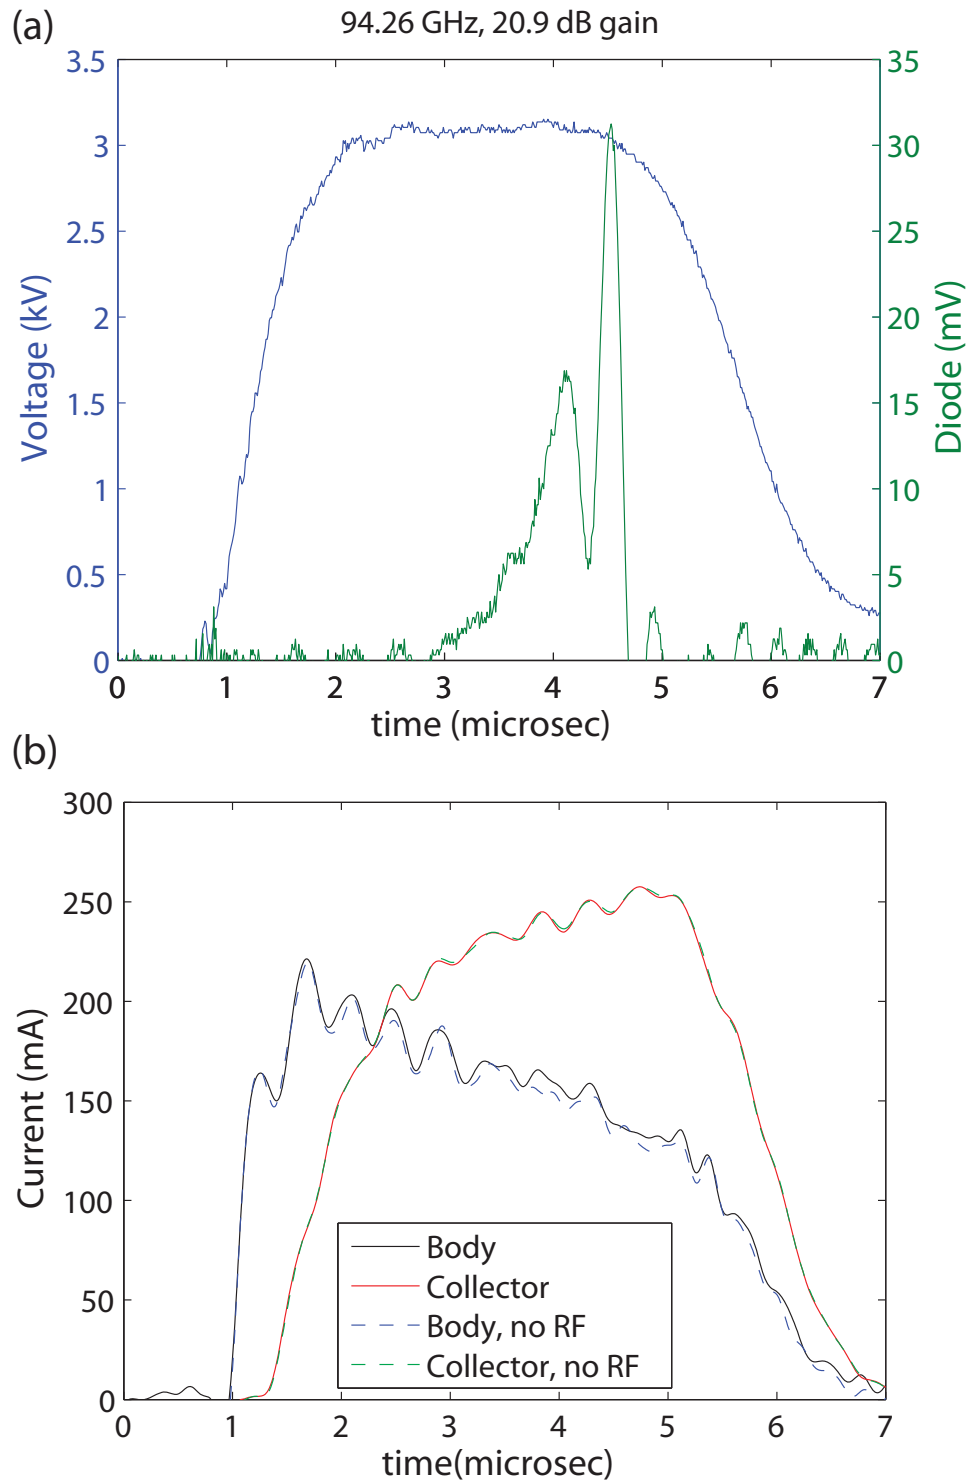 (a)
94.26 GHz, 20.9 dB gain
3.5
3
2.5
2
1.5
1
0.5
0
Voltage (kV)
35
30
25
20
15
10
5
0
Diode (mV)
0 1 2 3 4 5 6 7
time (microsec)
(b)
300
250
200
150
100
50
0
Current (mA)
Body
Collector
Body, no RF
Collector, no RF
0 1 2 3 4 5 6 7
time(microsec)